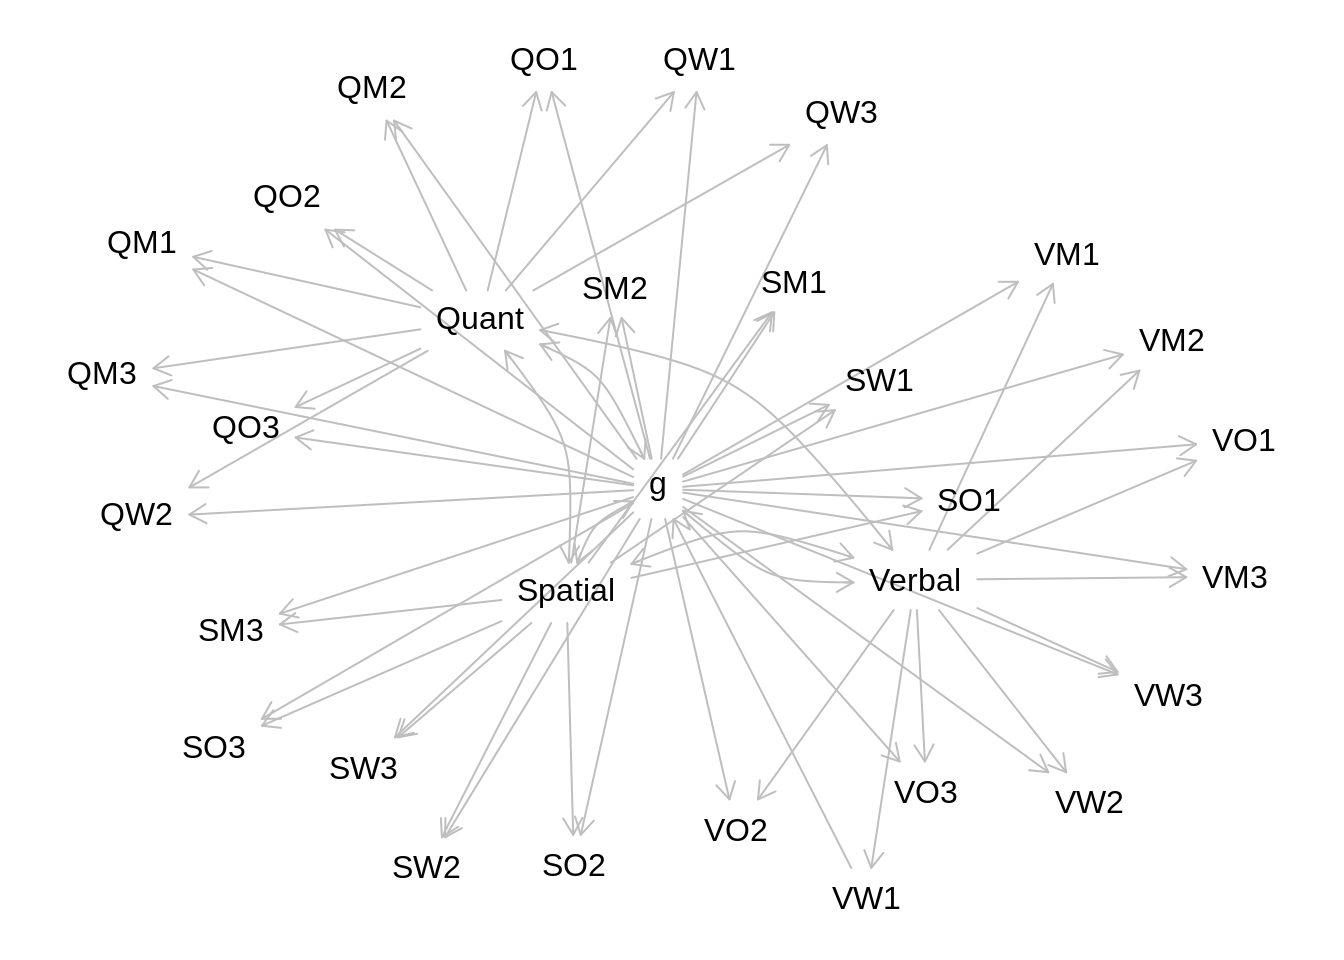 QO1
QW1
QM2
QW3
QO2
QM1
VM1
SM1
SM2
Quant
VM2
QM3
SW1
QO3
VO1
g
SO1
QW2
VM3
Verbal
Spatial
SM3
VW3
SO3
SW3
VO3
VW2
VO2
SO2
SW2
VW1